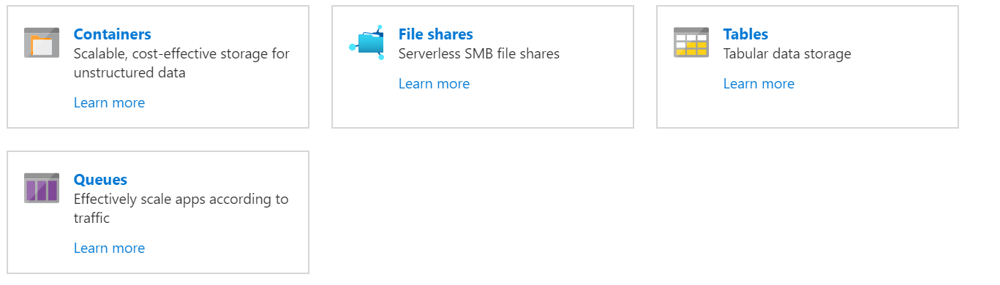 Containers
Scalable, cost-effective storage for
unstructured data
Learn more
File shares
Serverless SMB file shares
Learn more
Tables
Tabular data storage
Learn more
Queues
Effectively scale apps according to
traffic
Learn more